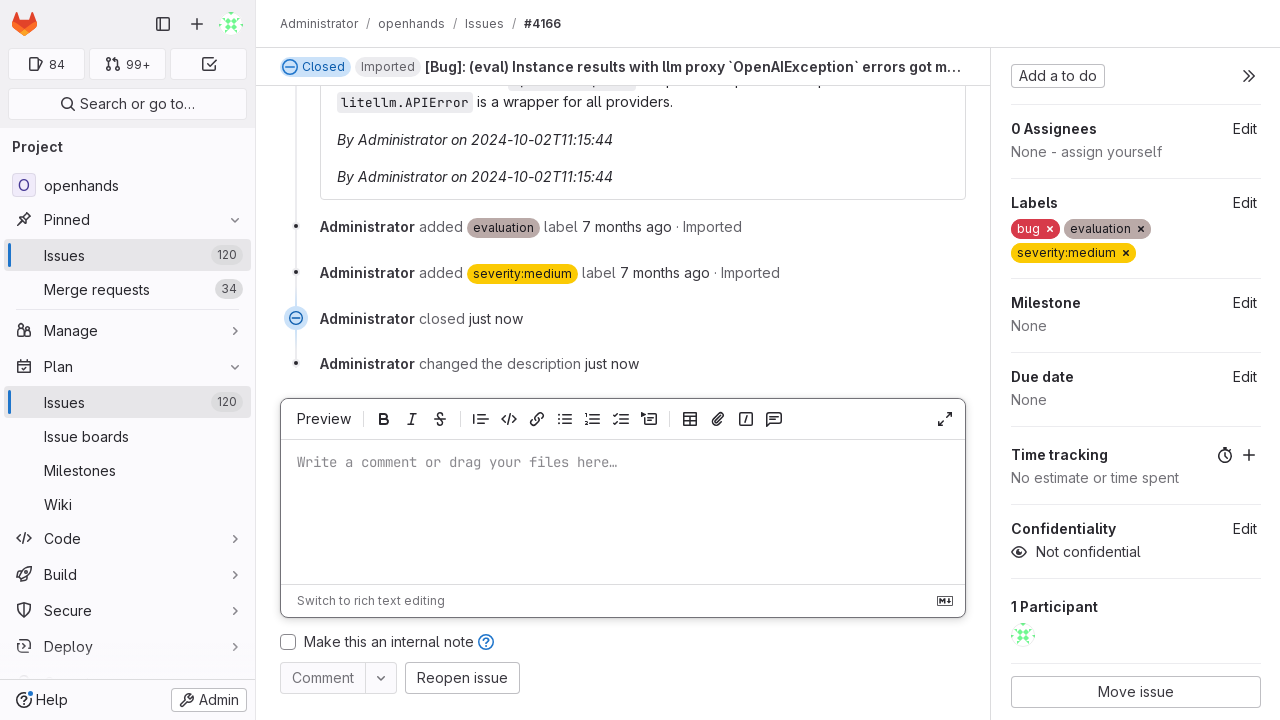 Administrator / openhands / Issues / #4166
84
99+
Search or go to…
Closed Imported [Bug]: (eval) Instance results with llm proxy `OpenAIException` errors got m…
Project
O openhands
Pinned
Issues 120
Merge requests 34
Manage
Plan
Issues 120
Issue boards
Milestones
Wiki
Code
Build
Secure
Deploy
Help
Admin
litellm.APIError is a wrapper for all providers.
By Administrator on 2024-10-02T11:15:44
By Administrator on 2024-10-02T11:15:44
Administrator added evaluation label 7 months ago · Imported
Administrator added severity:medium label 7 months ago · Imported
Administrator closed just now
Administrator changed the description just now
Preview
Write a comment or drag your files here…
Switch to rich text editing
Make this an internal note
Comment
Reopen issue
Add a to do
0 Assignees Edit
None - assign yourself
Labels Edit
bug × evaluation ×
severity:medium ×
Milestone Edit
None
Due date Edit
None
Time tracking
No estimate or time spent
Confidentiality Edit
Not confidential
1 Participant
Move issue